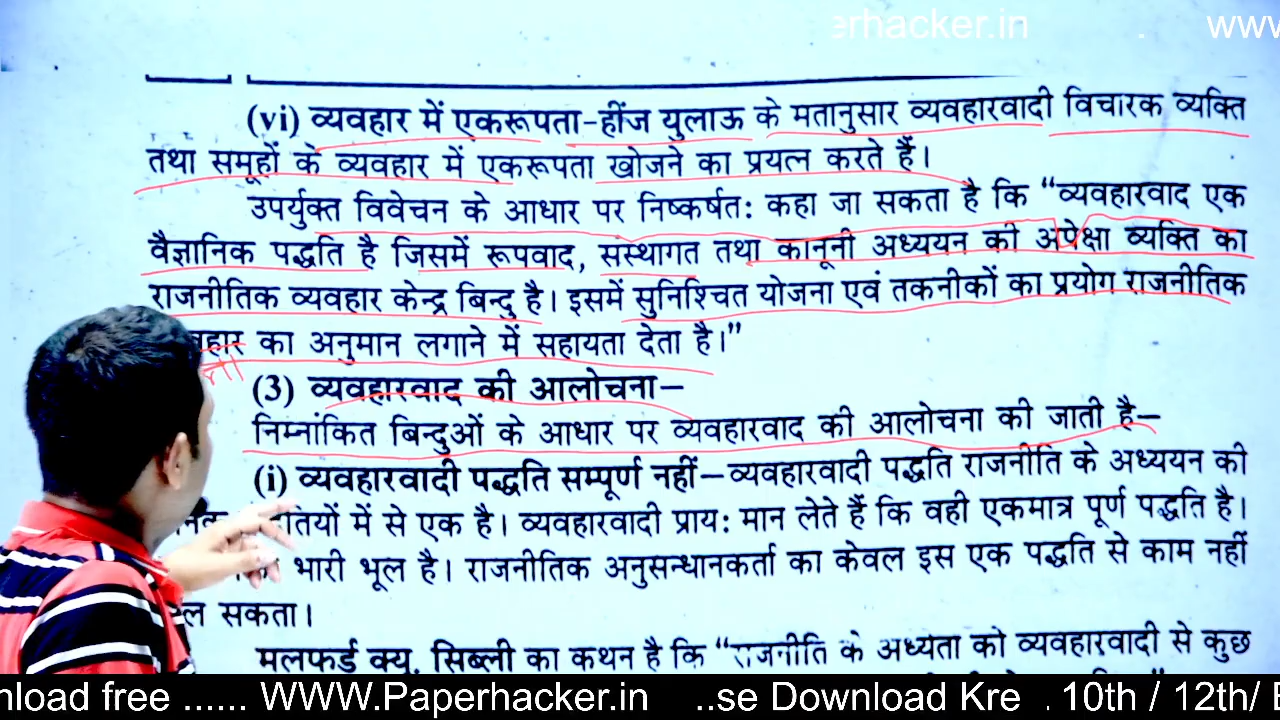 erhacker.in . www
(vi) व्यवहार में एकरूपता-हींज युलाऊ के मतानुसार व्यवहारवादी विचारक व्यक्ति
तथा समूहों के व्यवहार में एकरूपता खोजने का प्रयत्न करते हैं।
उपर्युक्त विवेचन के आधार पर निष्कर्षत: कहा जा सकता है कि “व्यवहारवाद एक
वैज्ञानिक पद्धति है जिसमें रूपवाद, संस्थागत तथा कानूनी अध्ययन की अपेक्षा व्यक्ति का
राजनीतिक व्यवहार केन्द्र बिन्दु है। इसमें सुनिश्चित योजना एवं तकनीकों का प्रयोग राजनीतिक
वहार का अनुमान लगाने में सहायता देता है।”
(3) व्यवहारवाद की आलोचना–
निम्नांकित बिन्दुओं के आधार पर व्यवहारवाद की आलोचना की जाती है–
(i) व्यवहारवादी पद्धति सम्पूर्ण नहीं–व्यवहारवादी पद्धति राजनीति के अध्ययन की
तियों में से एक है। व्यवहारवादी प्राय: मान लेते हैं कि वही एकमात्र पूर्ण पद्धति है।
भारी भूल है। राजनीतिक अनुसन्धानकर्ता का केवल इस एक पद्धति से काम नहीं
ल सकता।
मलफर्ड क्यू. सिब्ली का कथन है कि “राजनीति के अध्येता को व्यवहारवादी से कुछ
nload free ...... WWW.Paperhacker.in ..se Download Kre . 10th / 12th/